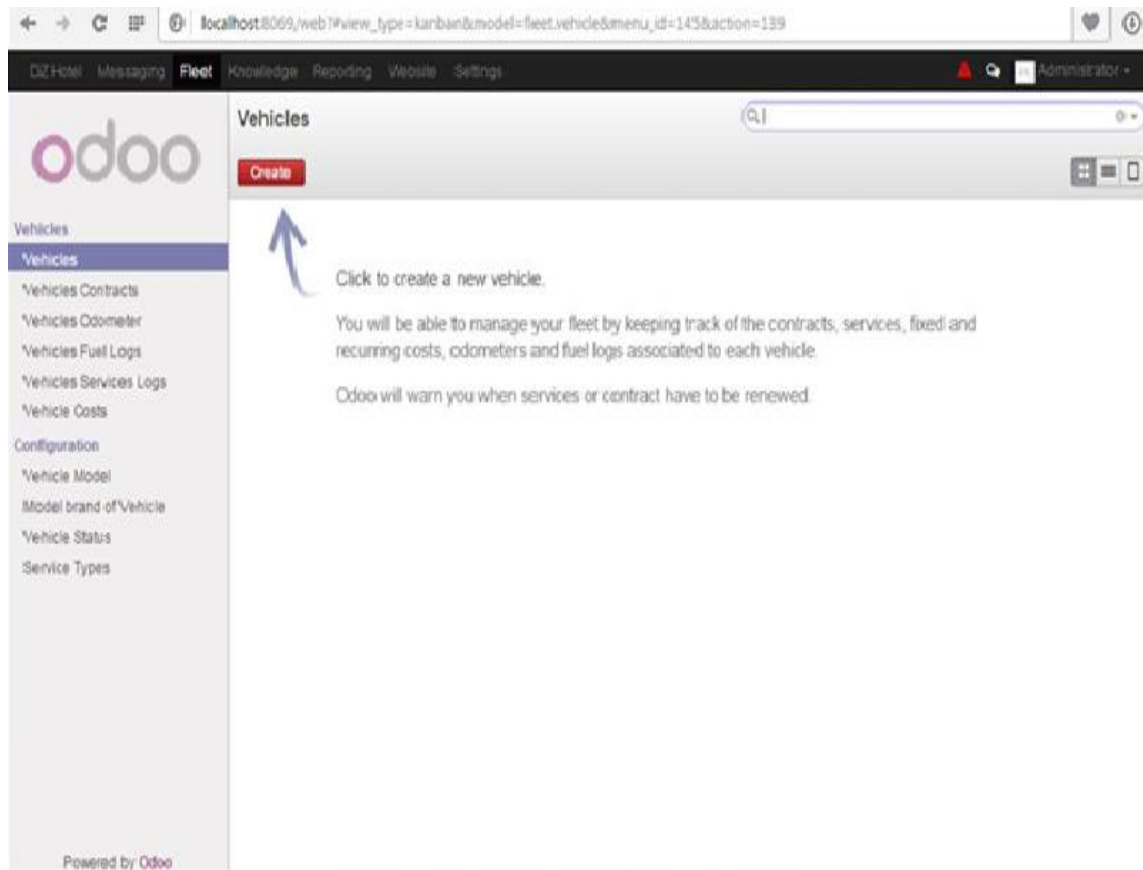 localhost:8069/web?#view_type=kanban&model=fleet.vehicle&menu_id=145&action=139
DiZ Hotel Messaging Fleet Knowledge Reporting Website Settings Administrator
odoo
Vehicles
Create
Vehicles
Vehicles
Vehicles Contracts
Vehicles Odometer
Vehicles Fuel Logs
Vehicles Services Logs
Vehicle Costs
Configuration
Vehicle Model
Model brand of Vehicle
Vehicle Status
Service Types
Click to create a new vehicle.
You will be able to manage your fleet by keeping track of the contracts, services, fixed and
recurring costs, odometers and fuel logs associated to each vehicle.
Odoo will warn you when services or contract have to be renewed.
Powered by Odoo